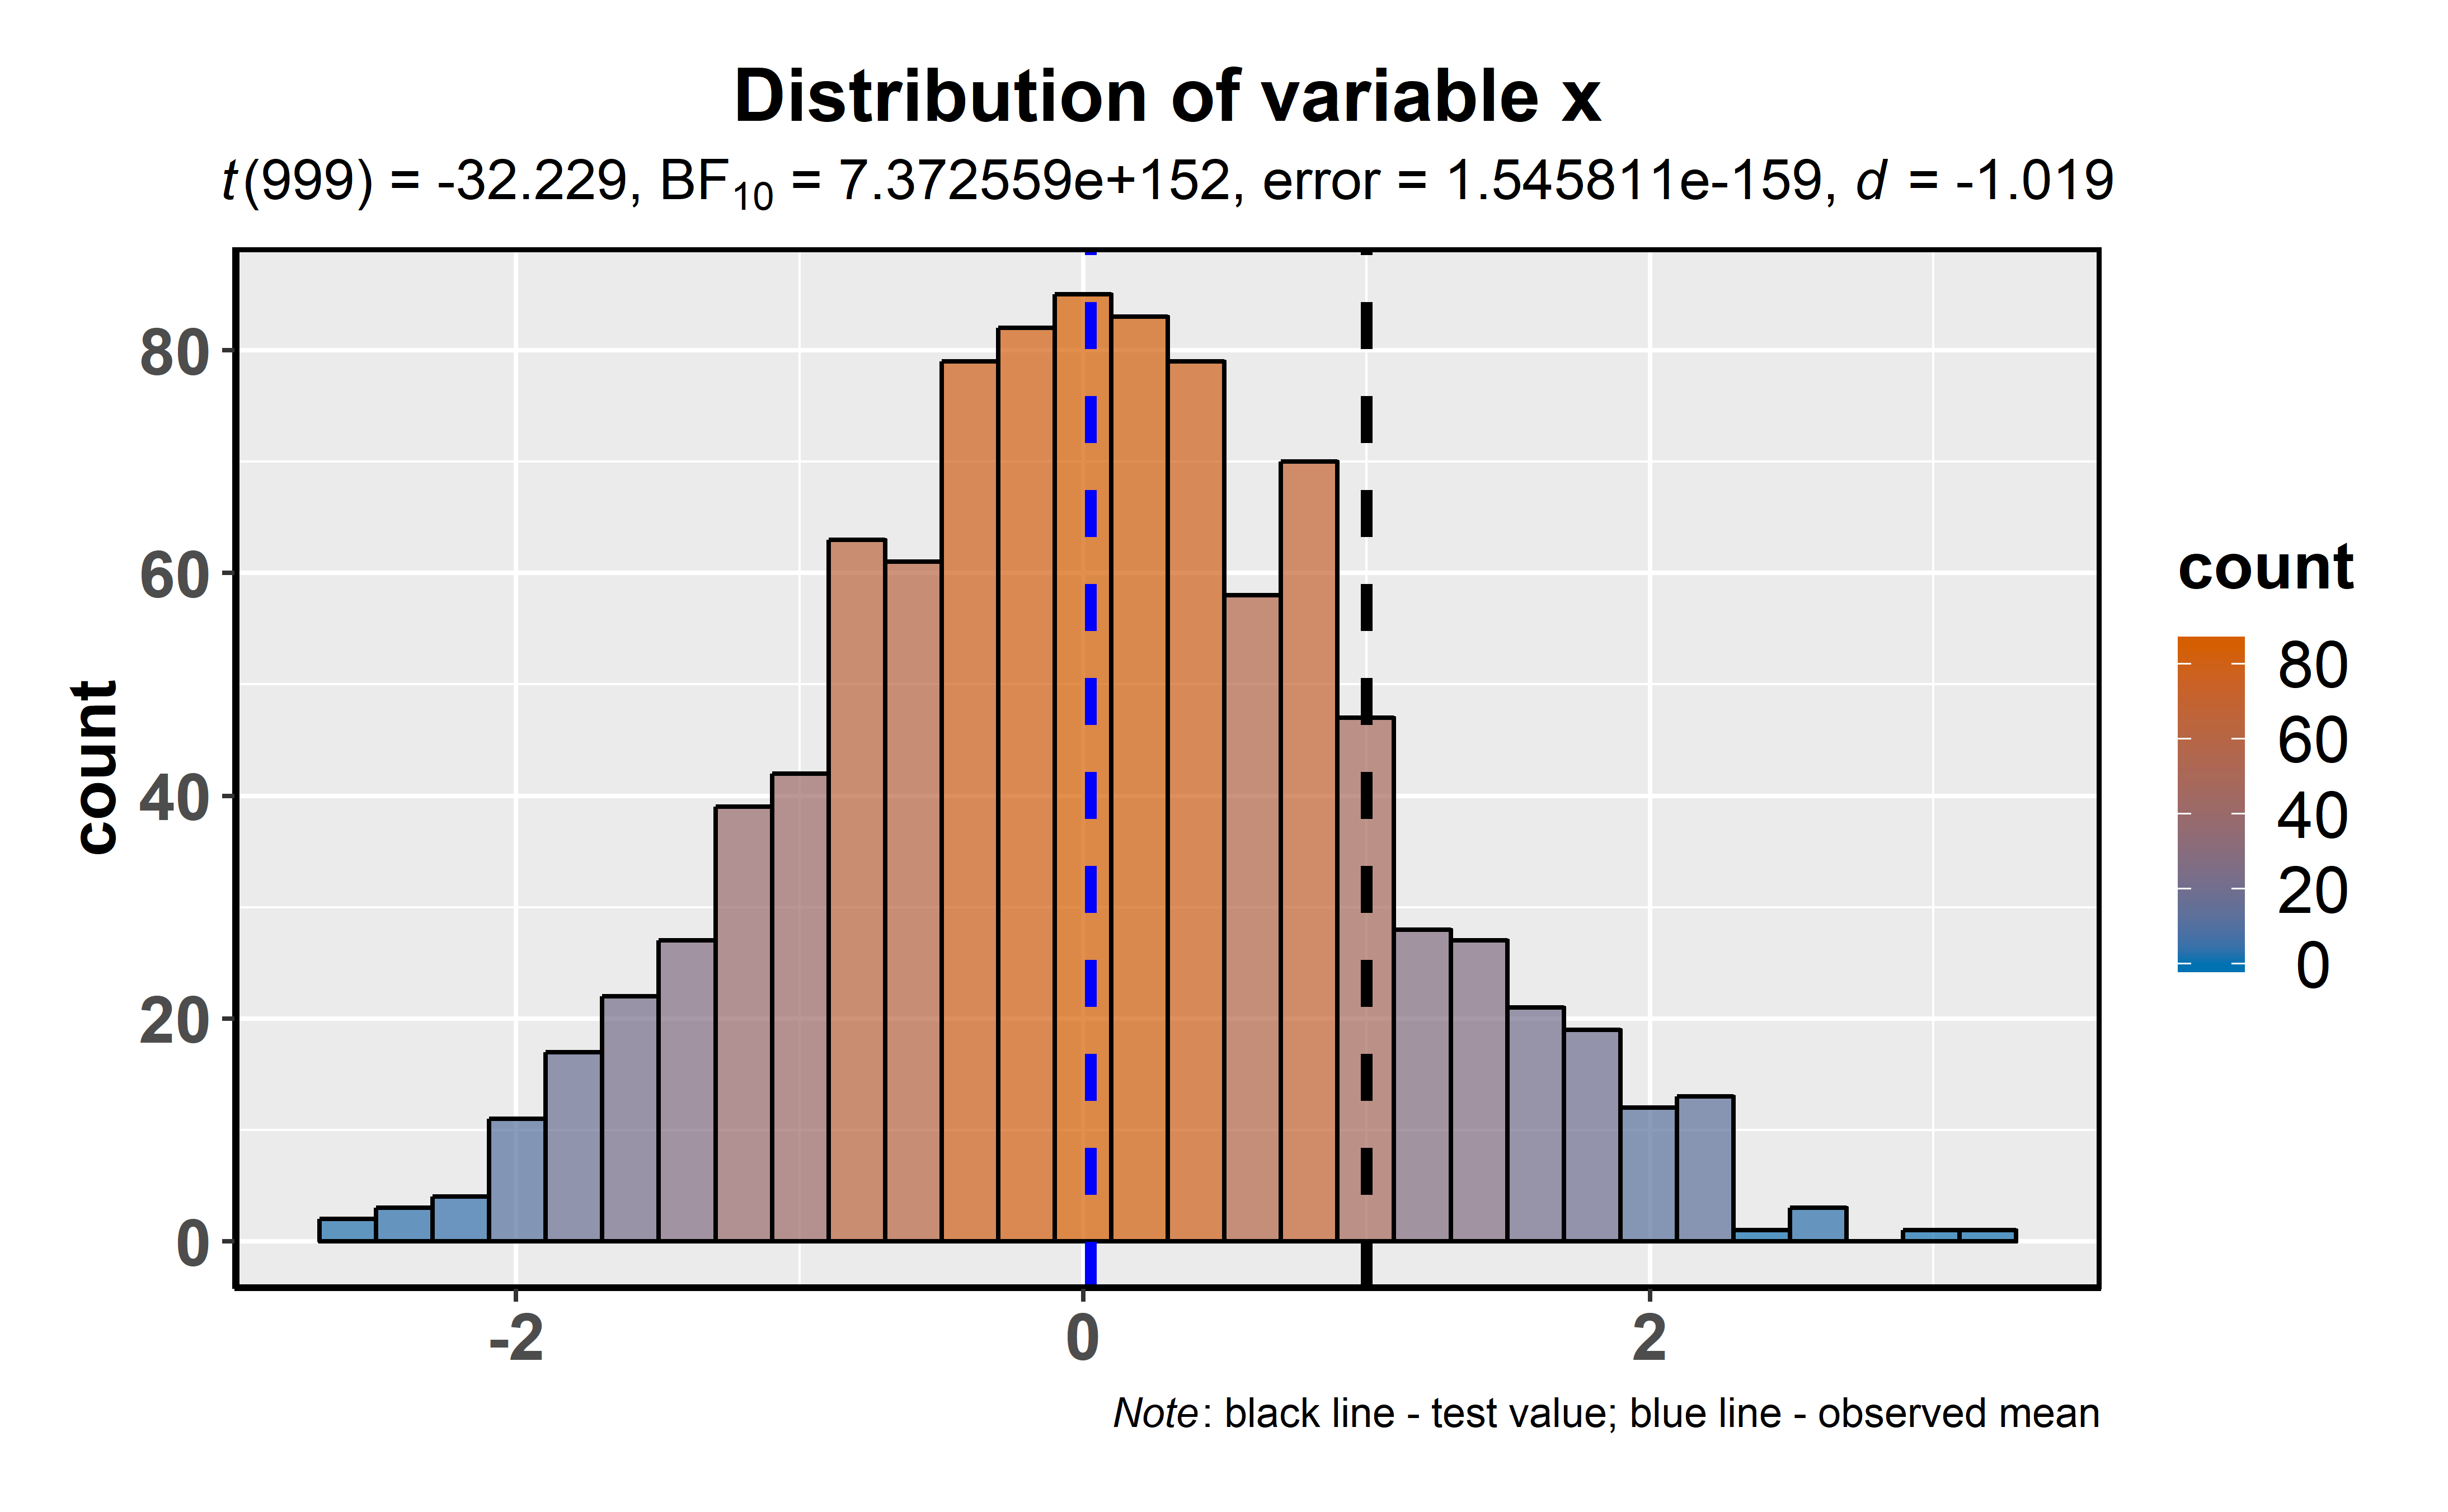 Distribution of variable x
t(999) = -32.229, BF10 = 7.372559e+152, error = 1.545811e-159, d = -1.019
count
80
60
40
20
0
-2
0
2
count
80
60
40
20
0
Note: black line - test value; blue line - observed mean